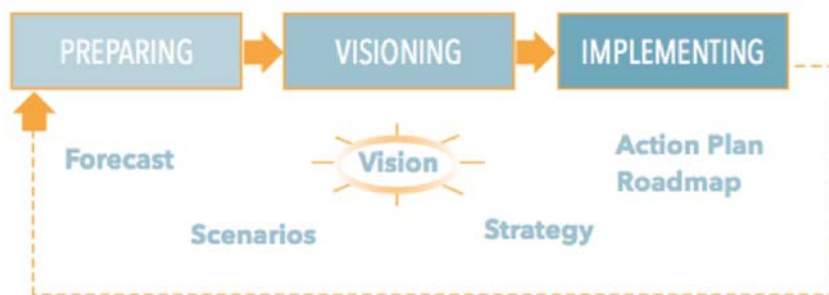 PREPARING
VISIONING
IMPLEMENTING
Forecast
Vision
Action Plan
Roadmap
Scenarios
Strategy